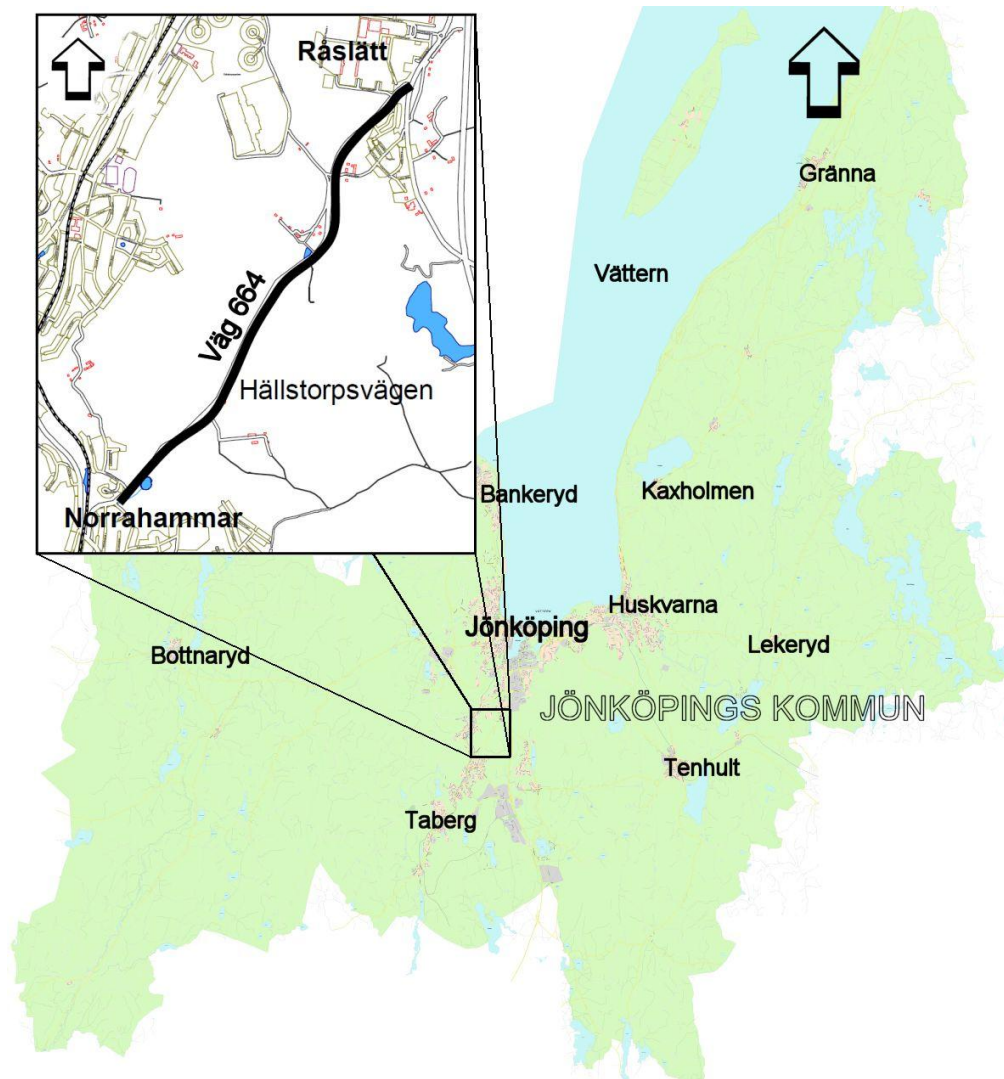 Råslätt
Väg 664
Hällstorpsvägen
Norrahammar
Gränna
Vättern
Bankeryd
Kaxholmen
Huskvarna
Jönköping
Lekeryd
Bottnaryd
JÖNKÖPINGS KOMMUN
Tenhult
Taberg